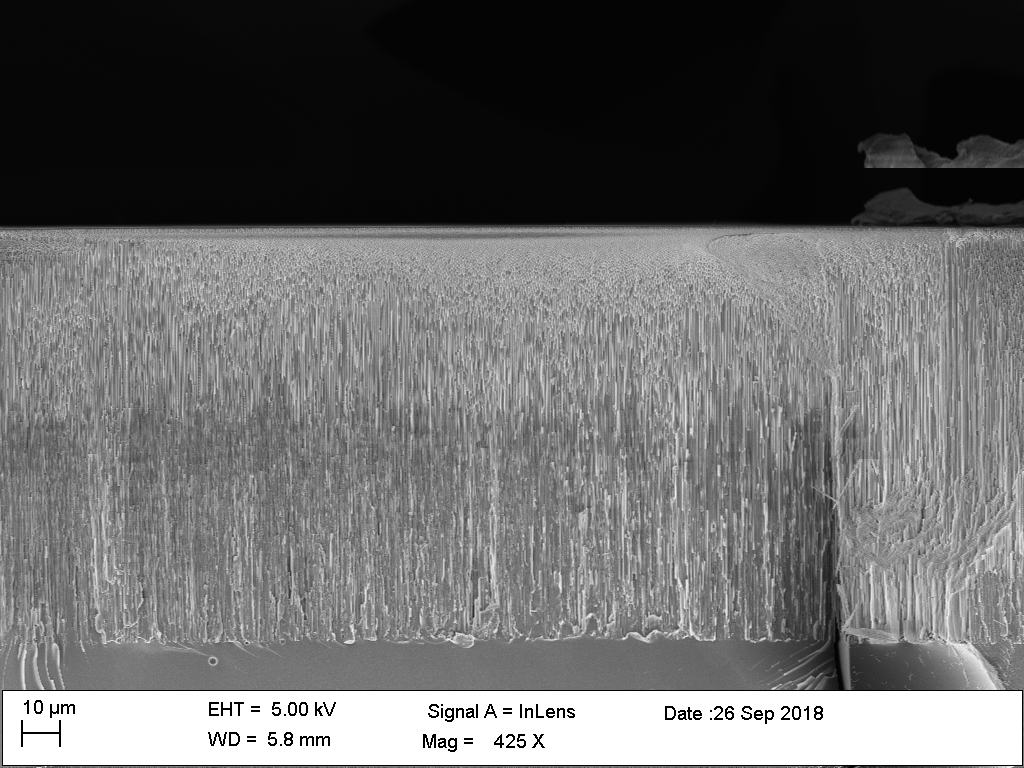 10 µm
EHT = 5.00 kV
Signal A = InLens
Date :26 Sep 2018
WD = 5.8 mm
Mag = 425 X